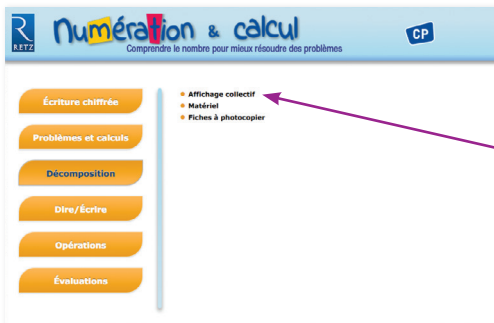 RETZ
Numération & calcul
Comprendre le nombre pour mieux résoudre des problèmes
CP
Écriture chiffrée
Problèmes et calculs
Décomposition
Dire/Écrire
Opérations
Évaluations
Affichage collectif
Matériel
Fiches à photocopier